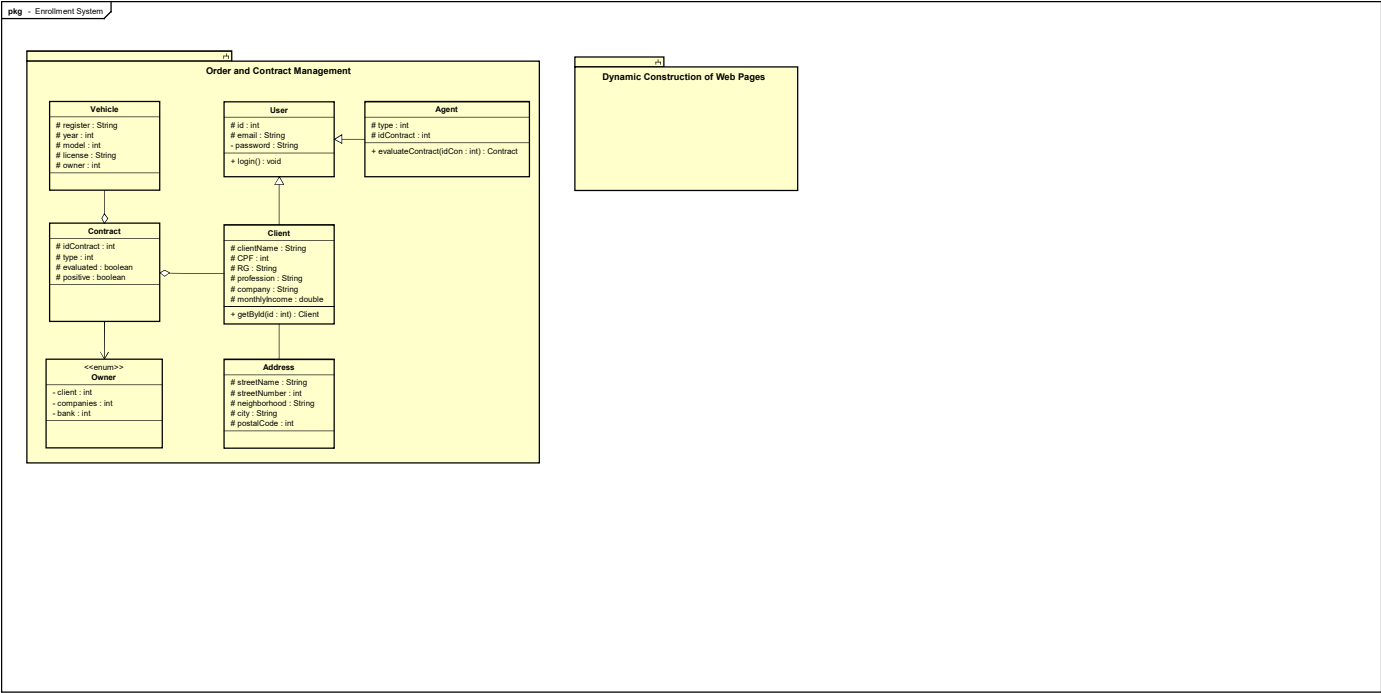 pkg - Enrollment System
Order and Contract Management
Vehicle
# register : String
# year : int
# model : int
# license : String
# owner : int
User
# id : int
# email : String
- password : String
+ login() : void
Agent
# type : int
# idContract : int
+ evaluateContract(idCon : int) : Contract
Contract
# idContract : int
# type : int
# evaluated : boolean
# positive : boolean
Client
# clientName : String
# CPF : int
# RG : String
# profession : String
# company : String
# monthlyIncome : double
+ getById(id : int) : Client
<<enum>>
Owner
- client : int
- companies : int
- bank : int
Address
# streetName : String
# streetNumber : int
# neighborhood : String
# city : String
# postalCode : int
Dynamic Construction of Web Pages